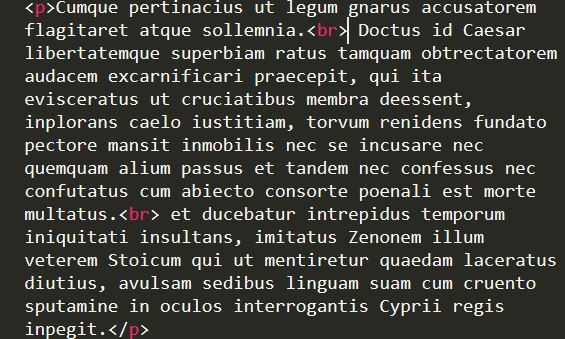 <p>Cumque pertinacius ut legum gnarus accusatorem
flagitaret atque sollemnia.<br> Doctus id Caesar
libertatemque superbiam ratus tamquam obtrectatorem
audacem excarnificari praecepit, qui ita
evisceratus ut cruciatibus membra deessent,
inplorans caelo iustitiam, torvum renidens fundato
pectore mansit inmobilis nec se incusare nec
quemquam alium passus et tandem nec confessus nec
confutatus cum abiecto consorte poenali est morte
multatus.<br> et ducebatur intrepidus temporum
iniquitati insultans, imitatus Zenonem illum
veterem Stoicum qui ut mentiretur quaedam laceratus
diutius, avulsam sedibus linguam suam cum cruento
sputamine in oculos interrogantis Cyprii regis
inpegit.</p>